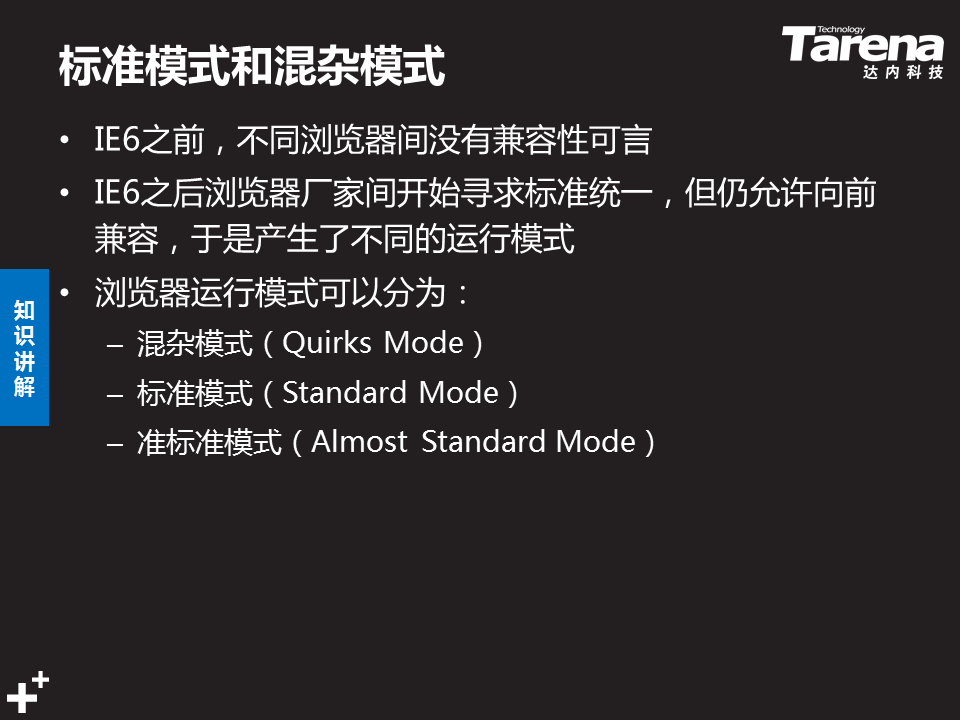 标准模式和混杂模式
Technology
Tarena
达内科技
• IE6之前，不同浏览器间没有兼容性可言
• IE6之后浏览器厂家间开始寻求标准统一，但仍允许向前
兼容，于是产生了不同的运行模式
• 浏览器运行模式可以分为：
– 混杂模式（Quirks Mode）
– 标准模式（Standard Mode）
– 准标准模式（Almost Standard Mode）
知
识
讲
解